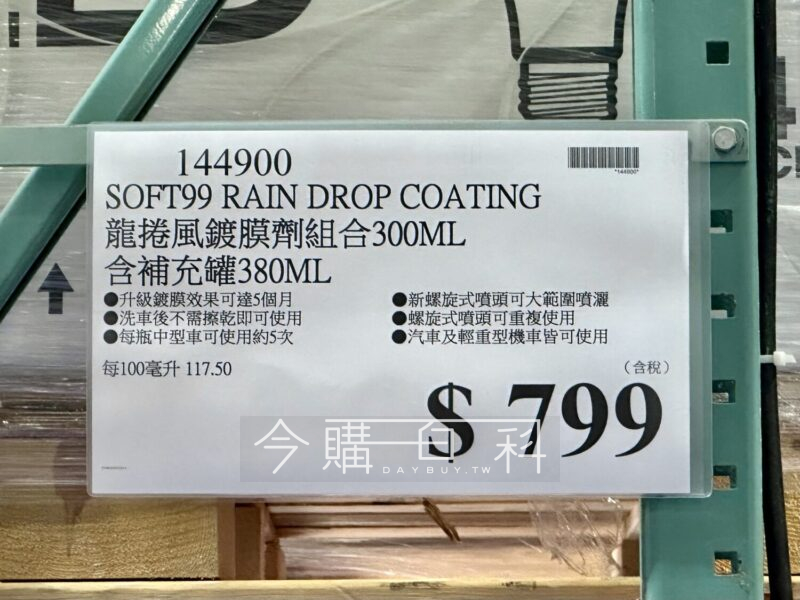 144900
*144900*
SOFT99 RAIN DROP COATING
龍捲風鍍膜劑組合300ML
含補充罐380ML
●升級鍍膜效果可達5個月
●洗車後不需擦乾即可使用
●每瓶中型車可使用約5次
●新螺旋式噴頭可大範圍噴灑
●螺旋式噴頭可重複使用
●汽車及輕重型機車皆可使用
每100毫升 117.50
(含稅)
$ 799
今購百科
DAYBUY.TW